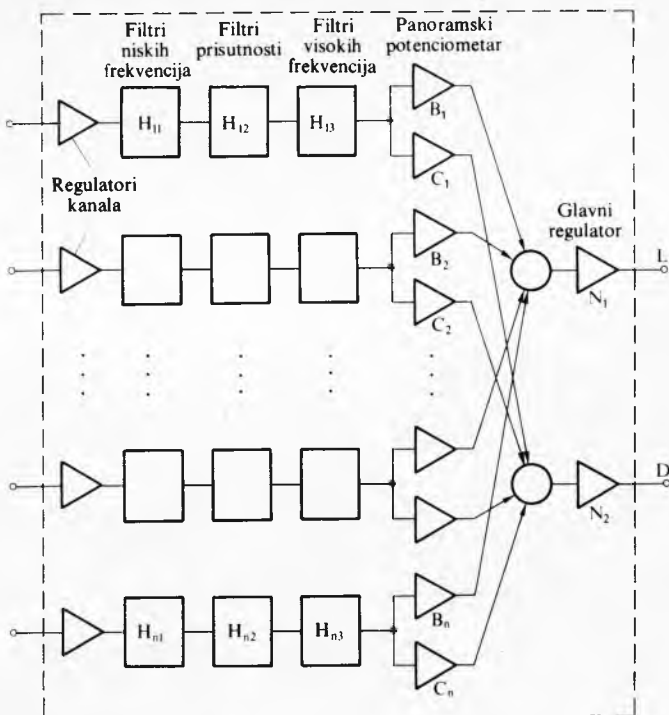 Filtri
niskih
frekvencija
Filtri
prisutnosti
Filtri
visokih
frekvencija
Panoramski
potenciometar
H₁₁
H₁₂
H₁₃
B₁
C₁
Regulatori
kanala
B₂
C₂
Glavni
regulator
L
N₁
D
N₂
Hₙ₁
Hₙ₂
Hₙ₃
Bₙ
Cₙ